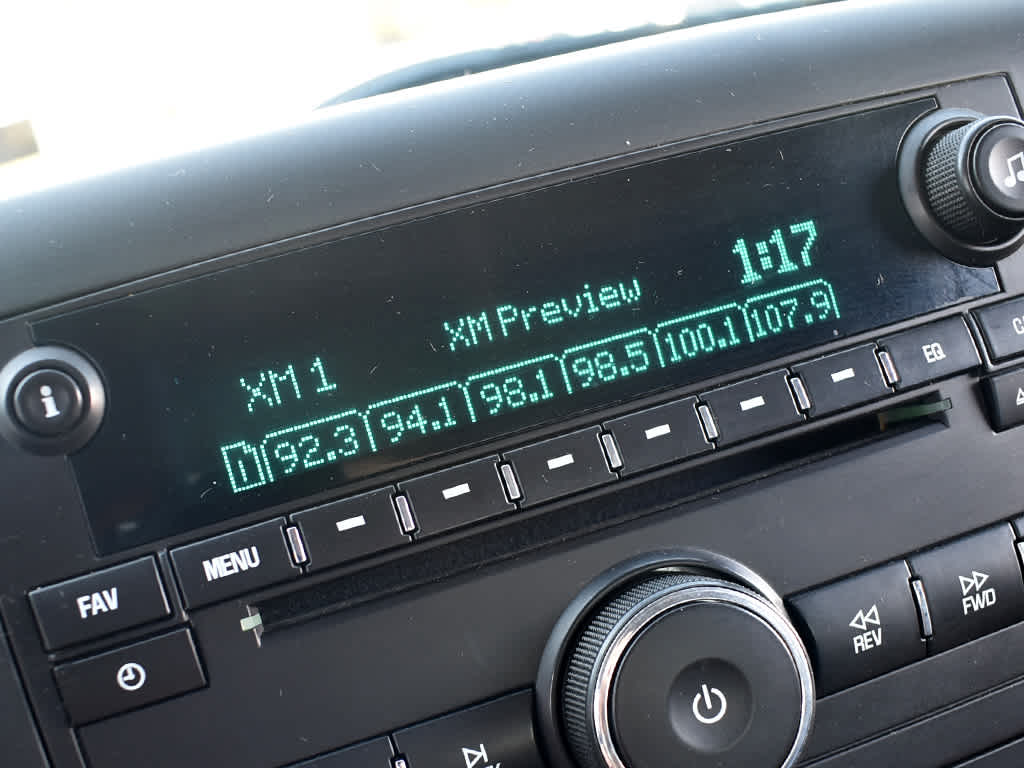 1:17
XM 1 XM Preview
1 92.3 94.1 98.1 98.5 100.1 107.9
i
MENU EQ
FAV
REV FWD